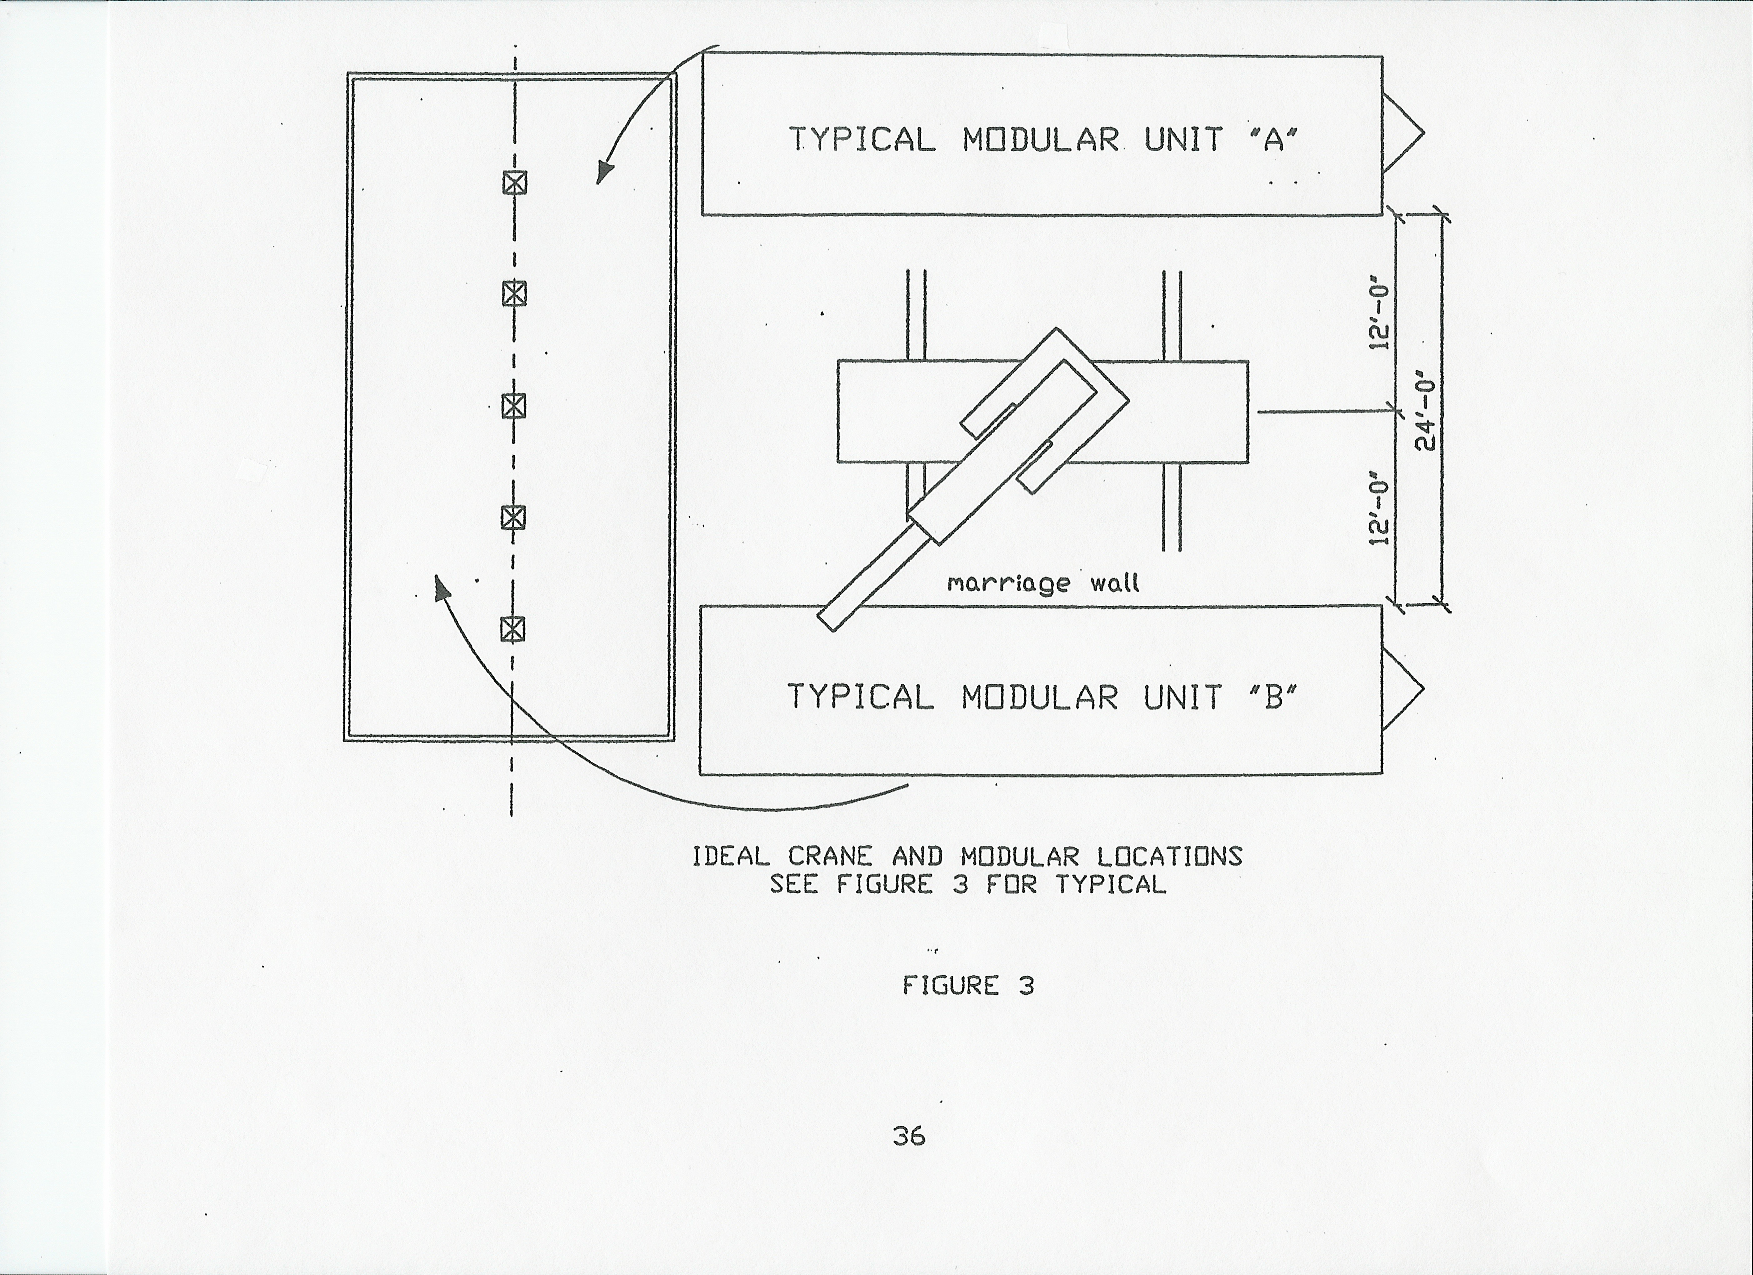 TYPICAL MODULAR UNIT "A"
12'-0"
24'-0"
12'-0"
marriage wall
TYPICAL MODULAR UNIT "B"
IDEAL CRANE AND MODULAR LOCATIONS
SEE FIGURE 3 FOR TYPICAL
FIGURE 3
36